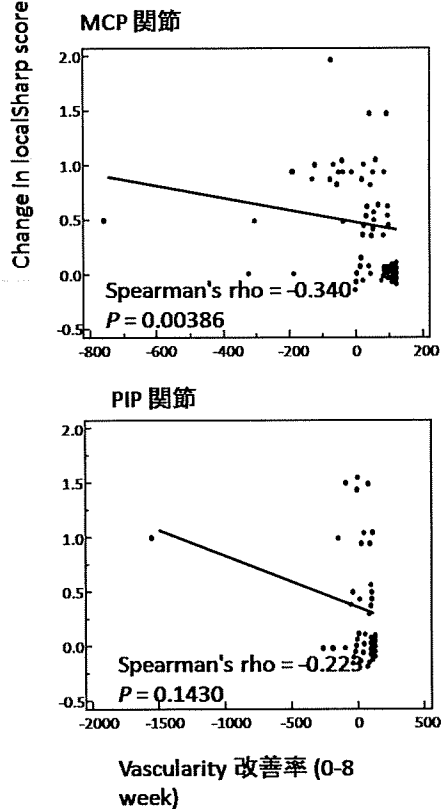 MCP 関節
Change in localSharp score
2.0
1.5
1.0
0.5
0.0
-0.5
Spearman's rho = -0.340
P = 0.00386
-800 -600 -400 -200 0 200
PIP 関節
2.0
1.5
1.0
0.5
0.0
-0.5
Spearman's rho = -0.223
P = 0.1430
-2000 -1500 -1000 -500 0 500
Vascularity 改善率 (0-8
week)